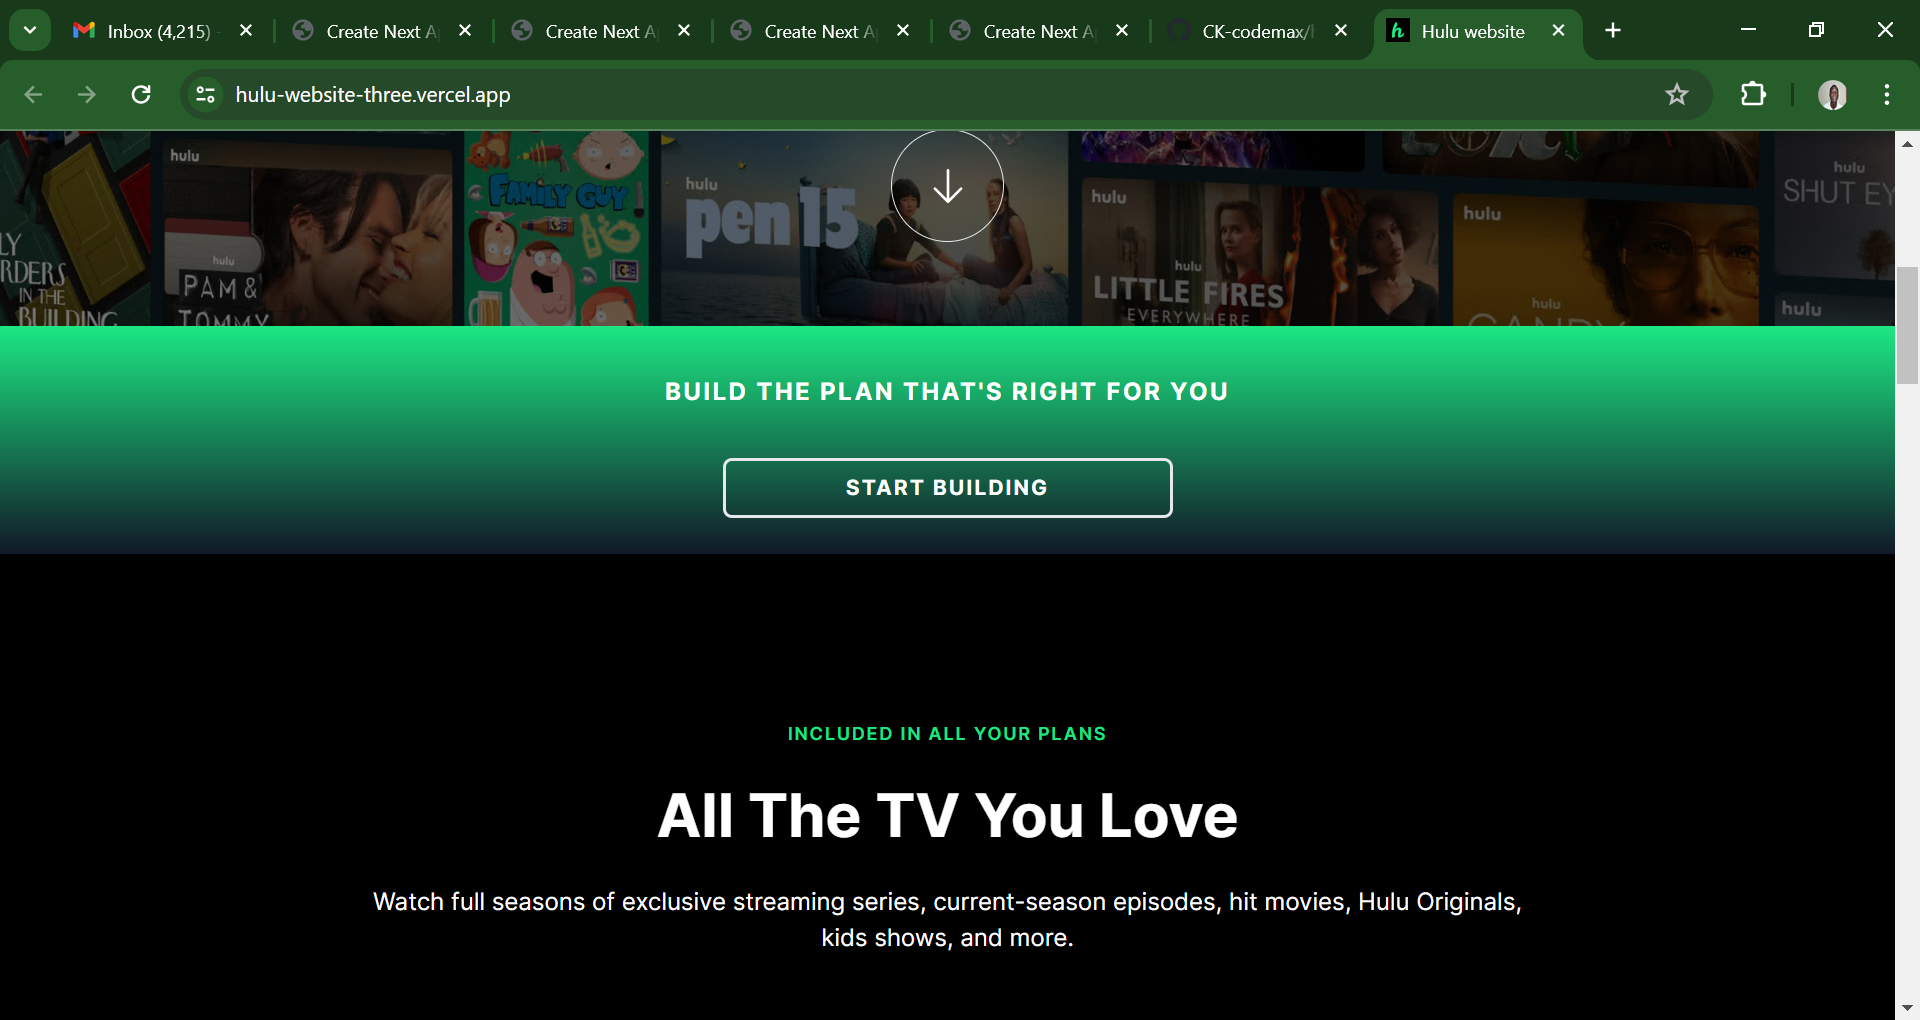 Inbox (4,215)
Create Next A
Create Next A
Create Next A
Create Next A
CK-codemax/
Hulu website
hulu-website-three.vercel.app
hulu
FAMILY GUY
hulu
pen15
hulu
hulu
SHUT EY
hulu
LY
RDERS
IN THE
BUILDING
hulu
PAM &
TOMMY
hulu
LITTLE FIRES
EVERYWHERE
hulu
CANDY
hulu
BUILD THE PLAN THAT'S RIGHT FOR YOU
START BUILDING
INCLUDED IN ALL YOUR PLANS
All The TV You Love
Watch full seasons of exclusive streaming series, current-season episodes, hit movies, Hulu Originals,
kids shows, and more.